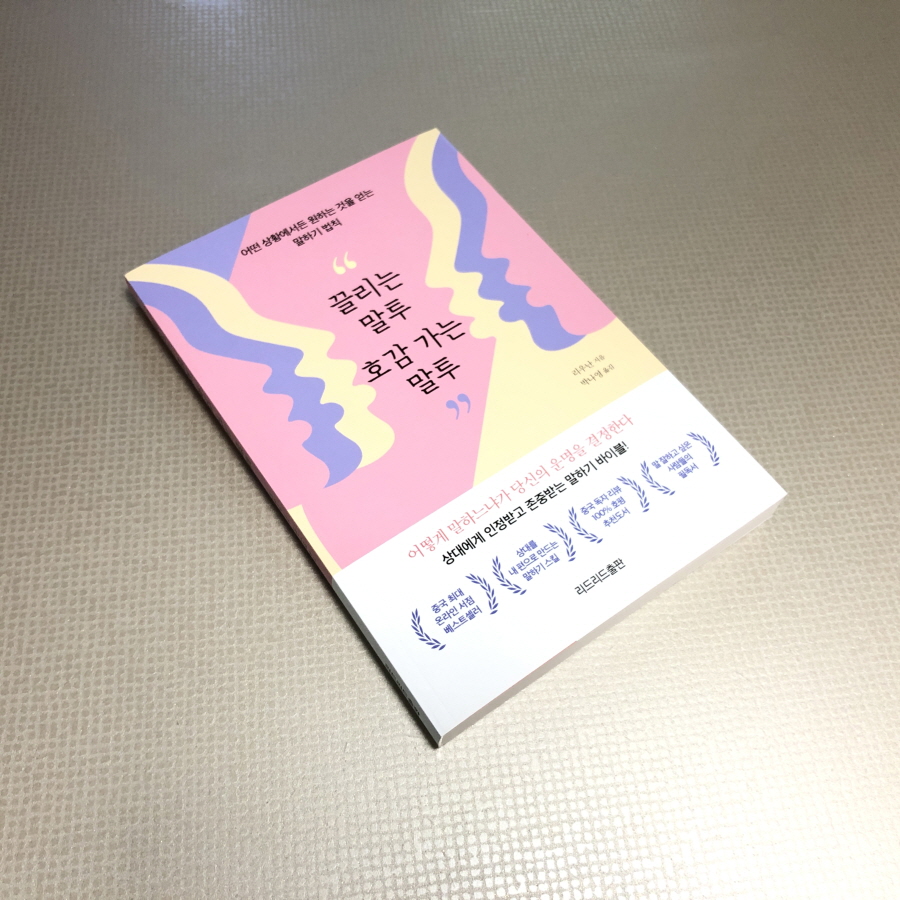 어떤 상황에서든 원하는 것을 얻는
말하기 법칙
“
끌리는
말투
호감 가는
말투
”
리우난 지음
박나영 옮김
어떻게 말하느냐가 당신의 운명을 결정한다
상대에게 인정받고 존중받는 말하기 바이블!
중국 최대
온라인 서점
베스트셀러
상대를
내 편으로 만드는
말하기 스킬
중국 독자 리뷰
100% 호평
추천도서
말 잘하고 싶은
사람들의
필독서
리드리드출판